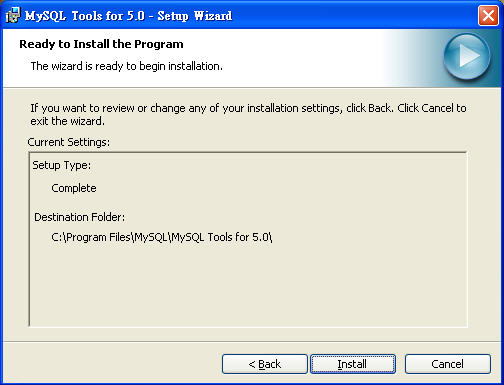 MySQL Tools for 5.0 - Setup Wizard
Ready to Install the Program
The wizard is ready to begin installation.
If you want to review or change any of your installation settings, click Back. Click Cancel to
exit the wizard.
Current Settings:
Setup Type:
Complete
Destination Folder:
C:\Program Files\MySQL\MySQL Tools for 5.0\
< Back
Install
Cancel